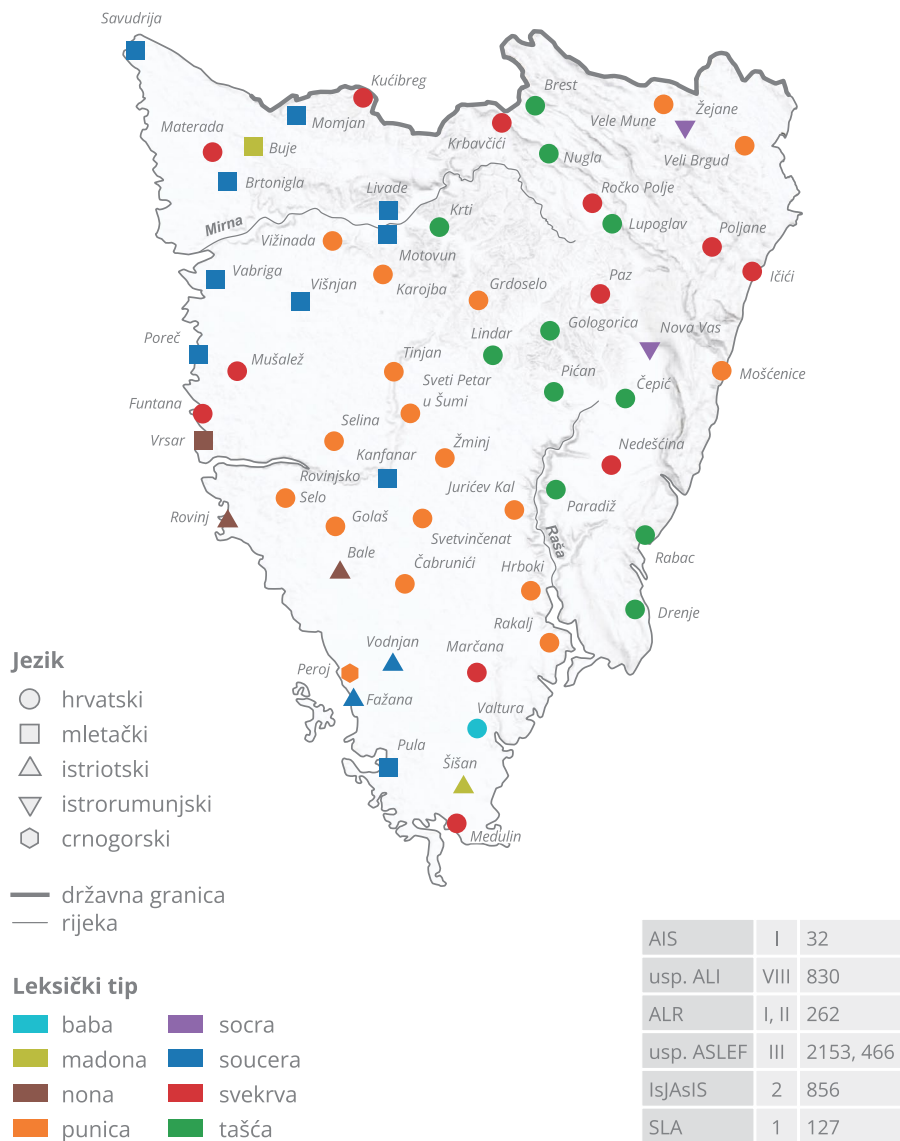 Savudrija
Kućibreg
Brest
Momjan
Vele Mune
Žejane
Materada
Buje
Krbavčići
Nugla
Veli Brgud
Brtonigla
Livade
Ročko Polje
Krti
Lupoglav
Mirna
Poljane
Vižinada
Motovun
Vabriga
Višnjan
Karojba
Grdoselo
Paz
Ičići
Gologorica
Nova Vas
Poreč
Lindar
Mušalež
Tinjan
Pićan
Čepić
Mošćenice
Sveti Petar
u Šumi
Funtana
Selina
Vrsar
Žminj
Nedešćina
Kanfanar
Rovinjsko
Selo
Jurićev Kal
Paradiž
Rovinj
Golaš
Svetvinčenat
Raša
Bale
Čabrunići
Hrboki
Rabac
Drenje
Rakalj
Vodnjan
Marčana
Peroj
Fažana
Valtura
Pula
Šišan
Medulin
Jezik
hrvatski
mletački
istriotski
istrorumunjski
crnogorski
državna granica
rijeka
Leksički tip
baba
madona
nona
punica
socra
soucera
svekrva
tašća
AIS I 32
usp. ALI VIII 830
ALR I, II 262
usp. ASLEF III 2153, 466
IsJAsIS 2 856
SLA 1 127